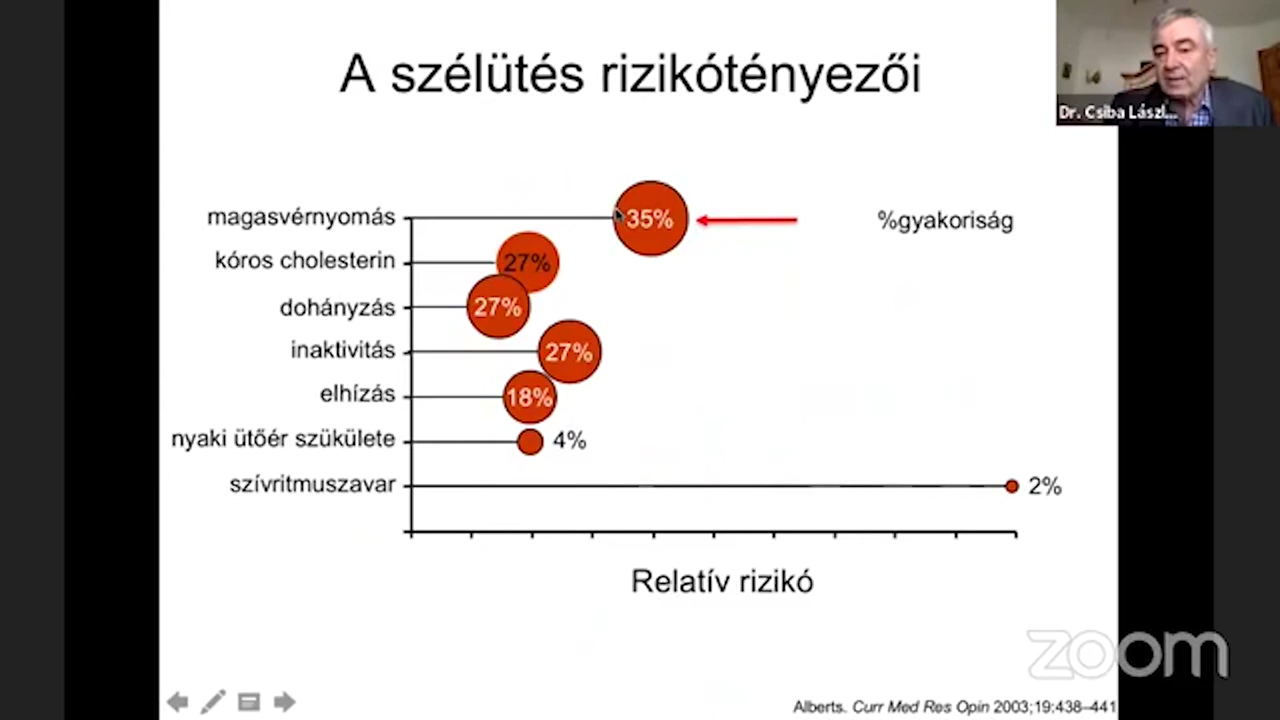 A szélütés rizikótényezői
Dr. Csiba Lászl...
magasvérnyomás
35%
%gyakoriság
kóros cholesterin
27%
dohányzás
27%
inaktivitás
27%
elhízás
18%
nyaki ütőér szükülete
4%
szívritmuszavar
2%
Relatív rizikó
zoom
Alberts. Curr Med Res Opin 2003;19:438–441